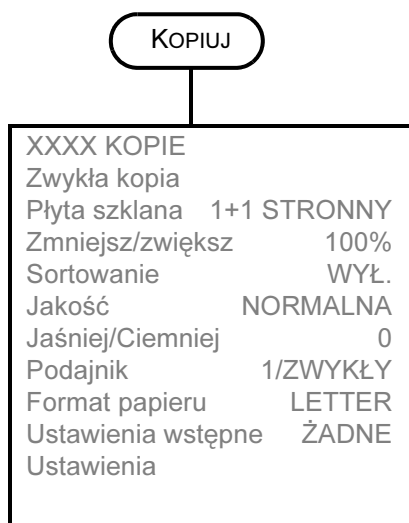 KOPIUJ
XXXX KOPIE
Zwykła kopia
Płyta szklana 1+1 STRONNY
Zmniejsz/zwiększ 100%
Sortowanie WYŁ.
Jakość NORMALNA
Jaśniej/Ciemniej 0
Podajnik 1/ZWYKŁY
Format papieru LETTER
Ustawienia wstępne ŻADNE
Ustawienia